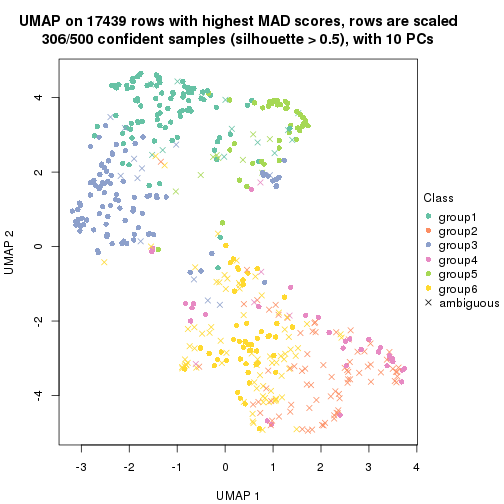 UMAP on 17439 rows with highest MAD scores, rows are scaled
306/500 confident samples (silhouette > 0.5), with 10 PCs
4
2
0
-2
-4
UMAP 2
-3
-2
-1
0
1
2
3
4
UMAP 1
Class
group1
group2
group3
group4
group5
group6
ambiguous